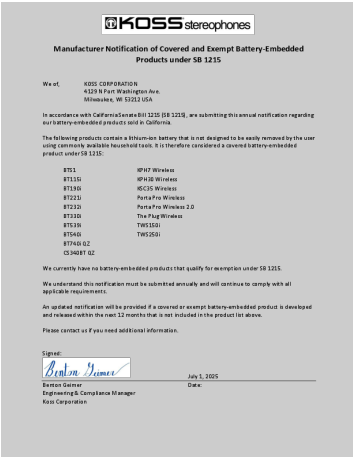 KOSS stereophones
Manufacturer Notification of Covered and Exempt Battery-Embedded
Products under SB 1215
We of, KOSS CORPORATION
4129 N Port Washington Ave.
Milwaukee, WI 53212 USA
In accordance with California Senate Bill 1215 (SB 1215), are submitting this annual notification regarding
our battery-embedded products sold in California.
The following products contain a lithium-ion battery that is not designed to be easily removed by the user
using commonly available household tools. It is therefore considered a covered battery-embedded
product under SB 1215:
BTS1 KPH7 Wireless
BT115i KPH30 Wireless
BT190i KSC35 Wireless
BT221i Porta Pro Wireless
BT232i Porta Pro Wireless 2.0
BT330i The Plug Wireless
BT539i TWS150i
BT540i TWS250i
BT740iQZ
CS340BT QZ
We currently have no battery-embedded products that qualify for exemption under SB 1215.
We understand this notification must be submitted annually and will continue to comply with all
applicable requirements.
An updated notification will be provided if a covered or exempt battery-embedded product is developed
and released within the next 12 months that is not included in the product list above.
Please contact us if you need additional information.
Signed:
Benton Geimer
July 1, 2025
Benton Geimer Date:
Engineering & Compliance Manager
Koss Corporation